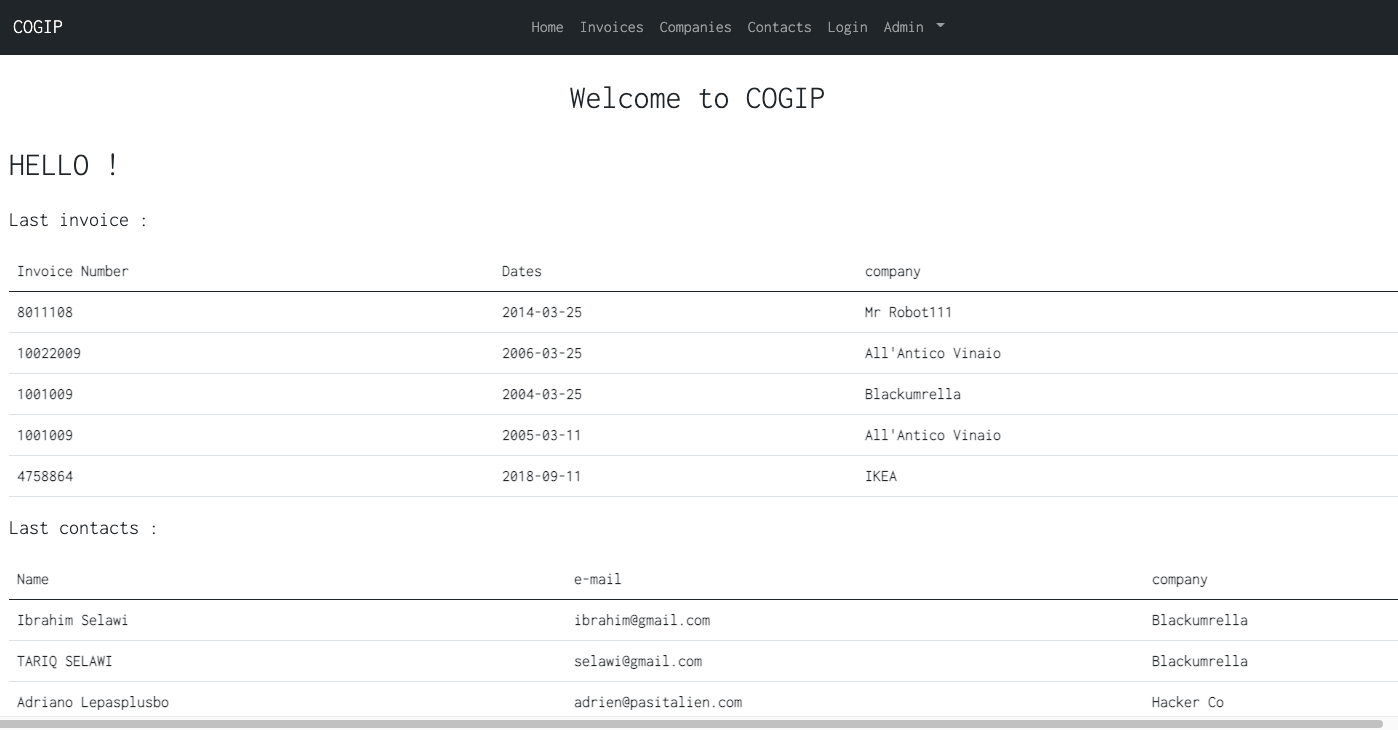 COGIP Home Invoices Companies Contacts Login Admin
Welcome to COGIP
HELLO !
Last invoice :
Invoice Number Dates company
8011108 2014-03-25 Mr Robot111
10022009 2006-03-25 All'Antico Vinaio
1001009 2004-03-25 Blackumrella
1001009 2005-03-11 All'Antico Vinaio
4758864 2018-09-11 IKEA
Last contacts :
Name e-mail company
Ibrahim Selawi ibrahim@gmail.com Blackumrella
TARIQ SELAWI selawi@gmail.com Blackumrella
Adriano Lepasplusbo adrien@pasitalien.com Hacker Co